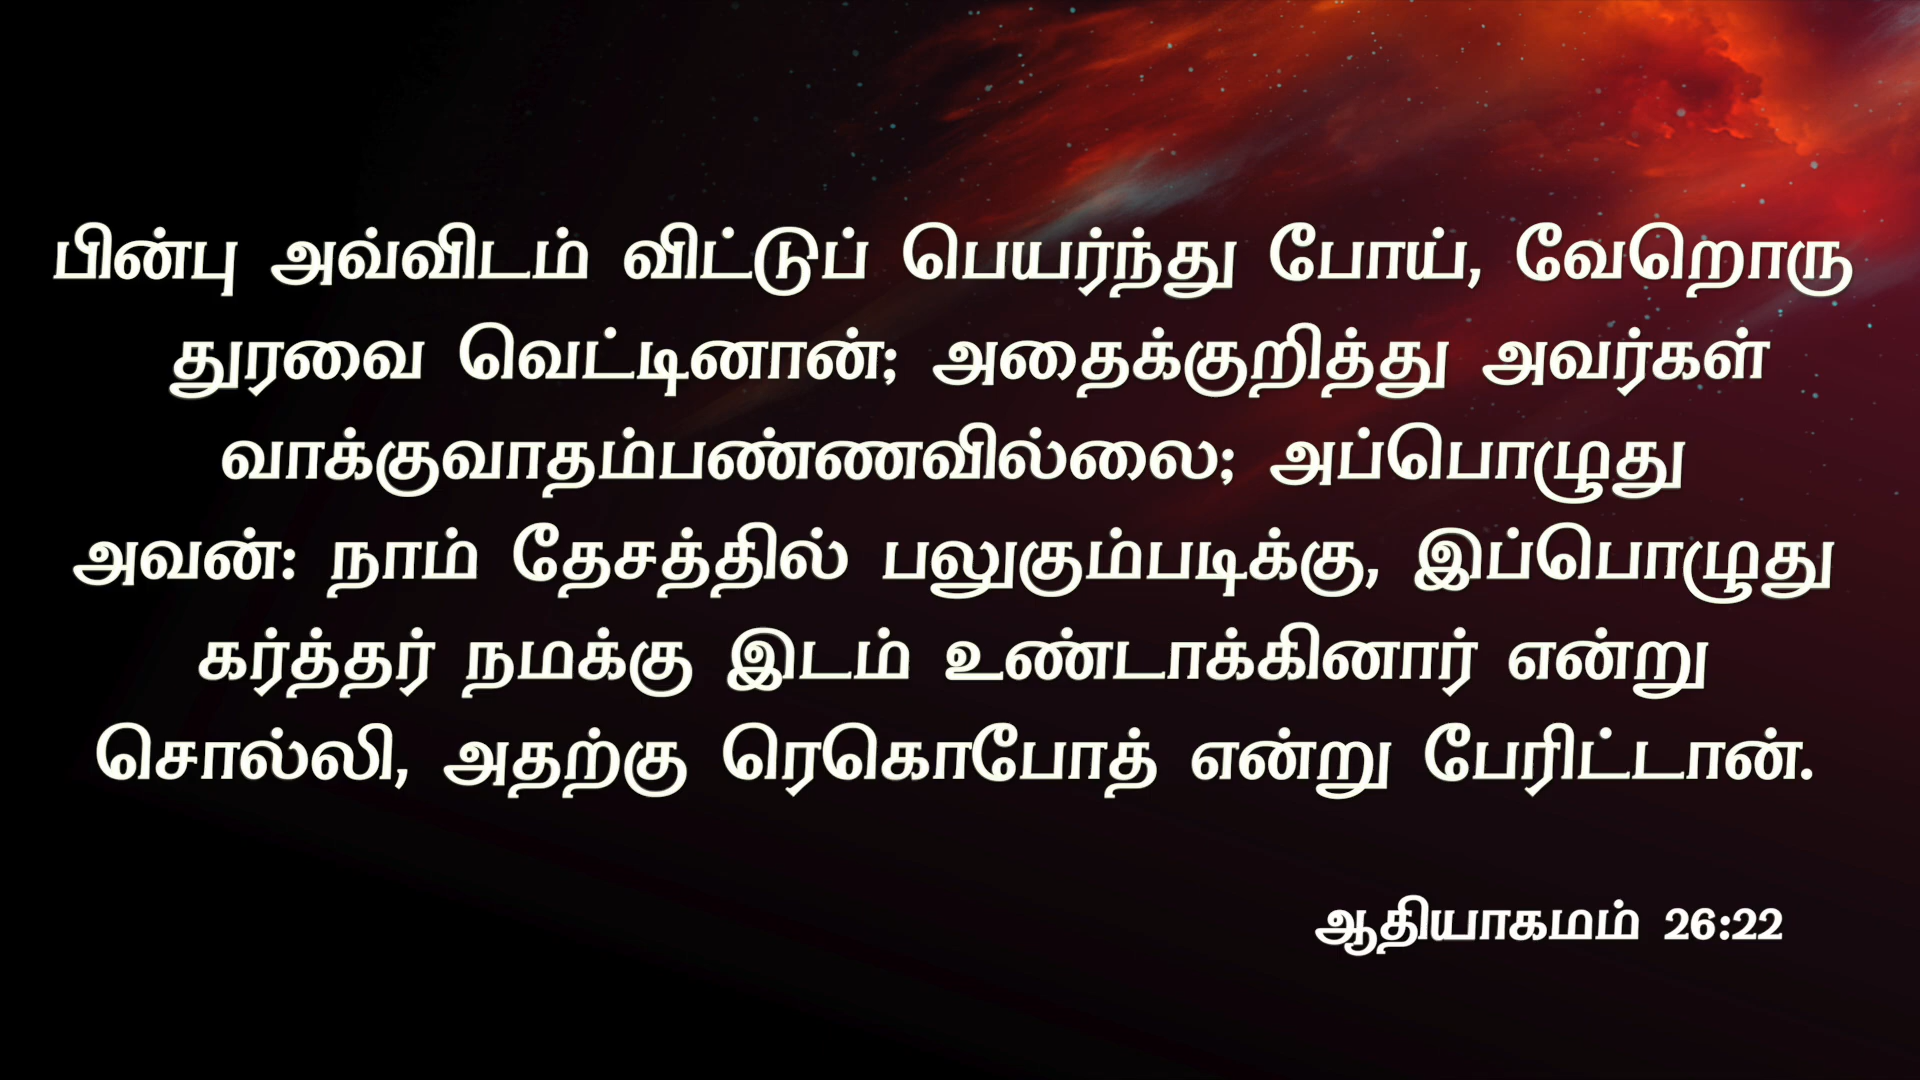 பின்பு அவ்விடம் விட்டுப் பெயர்ந்து போய், வேறொரு
துரவை வெட்டினான்; அதைக்குறித்து அவர்கள்
வாக்குவாதம்பண்ணவில்லை; அப்பொழுது
அவன்: நாம் தேசத்தில் பலுகும்படிக்கு, இப்பொழுது
கர்த்தர் நமக்கு இடம் உண்டாக்கினார் என்று
சொல்லி, அதற்கு ரெகொபோத் என்று பேரிட்டான்.
ஆதியாகமம் 26:22